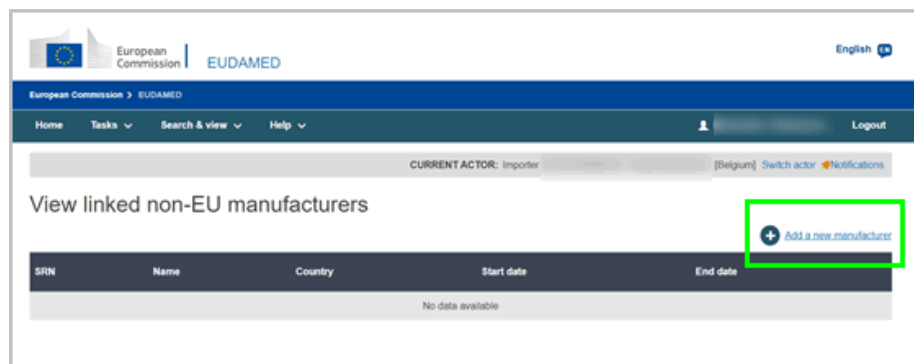 European
Commission
EUDAMED
English EN
European Commission > EUDAMED
Home Tasks Search & view Help Logout
CURRENT ACTOR: Importer [Belgium] Switch actor Notifications
View linked non-EU manufacturers
Add a new manufacturer
SRN Name Country Start date End date
No data available